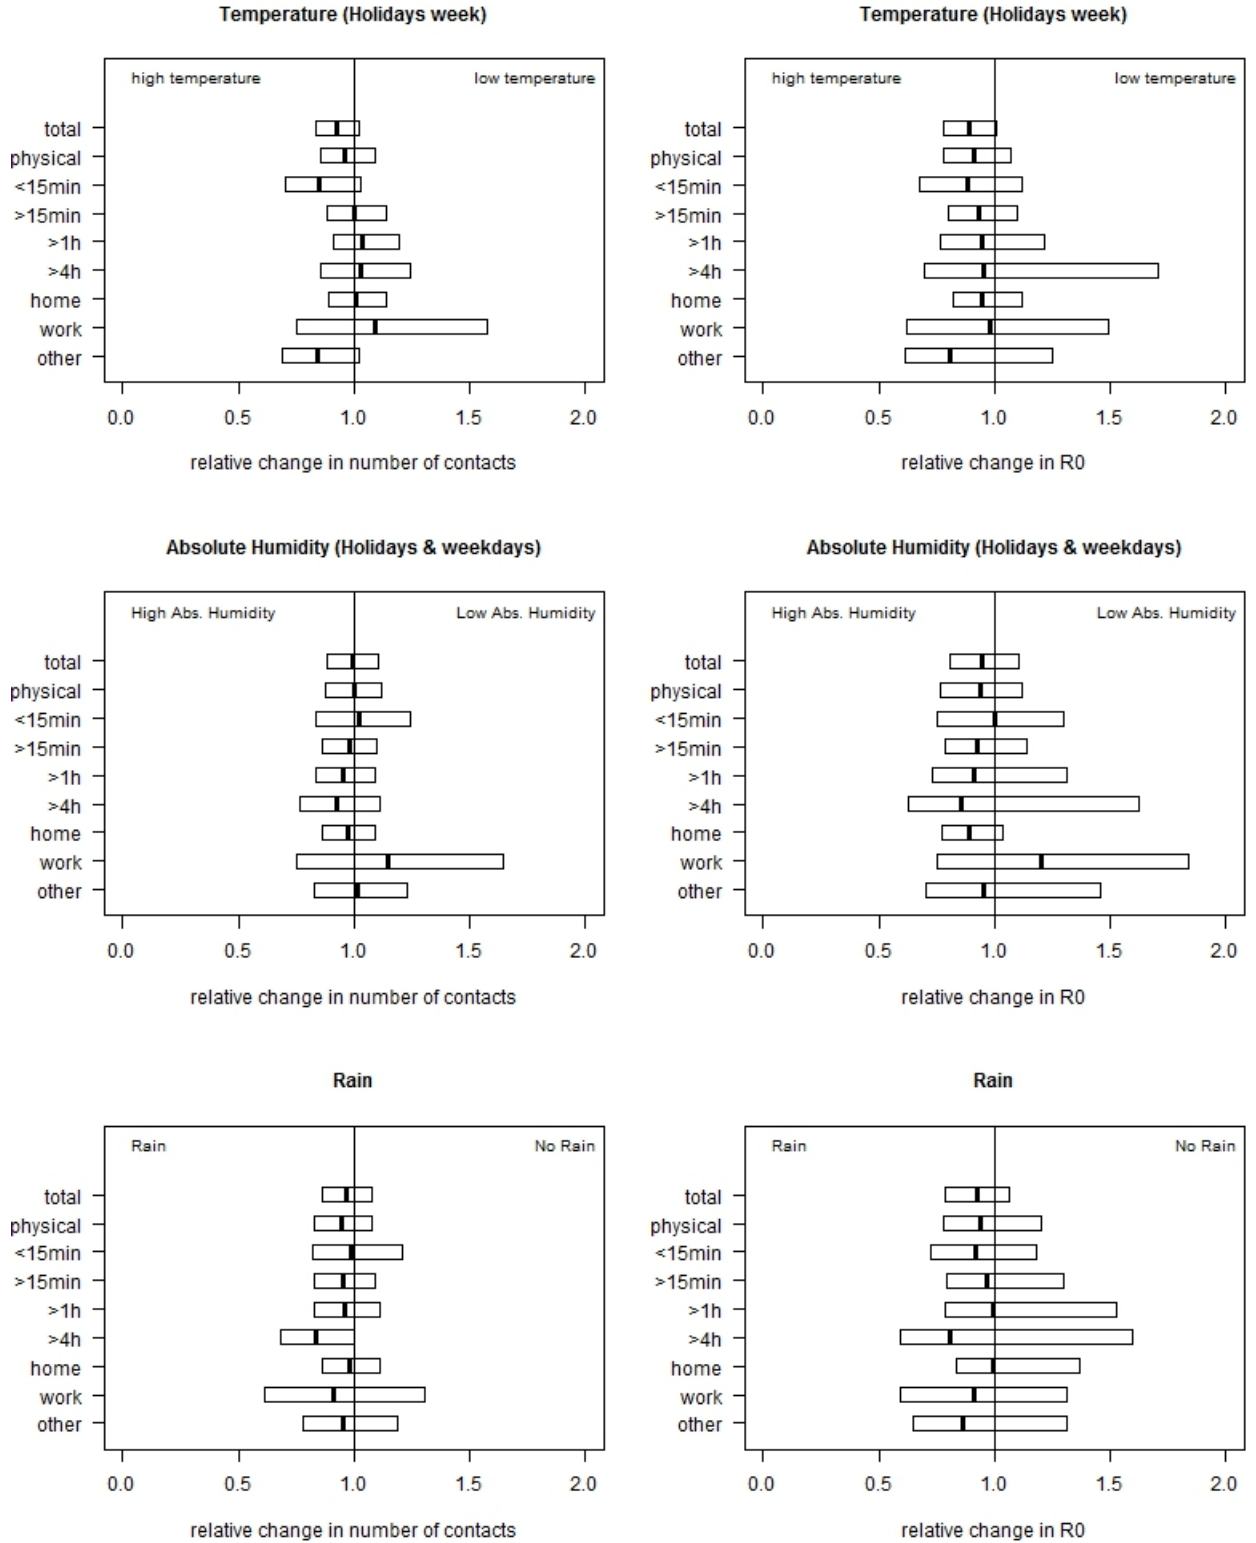 Temperature (Holidays week)
high temperature
low temperature
total
physical
<15min
>15min
>1h
>4h
home
work
other
0.0 0.5 1.0 1.5 2.0
relative change in number of contacts
Temperature (Holidays week)
high temperature
low temperature
total
physical
<15min
>15min
>1h
>4h
home
work
other
0.0 0.5 1.0 1.5 2.0
relative change in R0
Absolute Humidity (Holidays & weekdays)
High Abs. Humidity
Low Abs. Humidity
total
physical
<15min
>15min
>1h
>4h
home
work
other
0.0 0.5 1.0 1.5 2.0
relative change in number of contacts
Absolute Humidity (Holidays & weekdays)
High Abs. Humidity
Low Abs. Humidity
total
physical
<15min
>15min
>1h
>4h
home
work
other
0.0 0.5 1.0 1.5 2.0
relative change in R0
Rain
Rain
No Rain
total
physical
<15min
>15min
>1h
>4h
home
work
other
0.0 0.5 1.0 1.5 2.0
relative change in number of contacts
Rain
Rain
No Rain
total
physical
<15min
>15min
>1h
>4h
home
work
other
0.0 0.5 1.0 1.5 2.0
relative change in R0